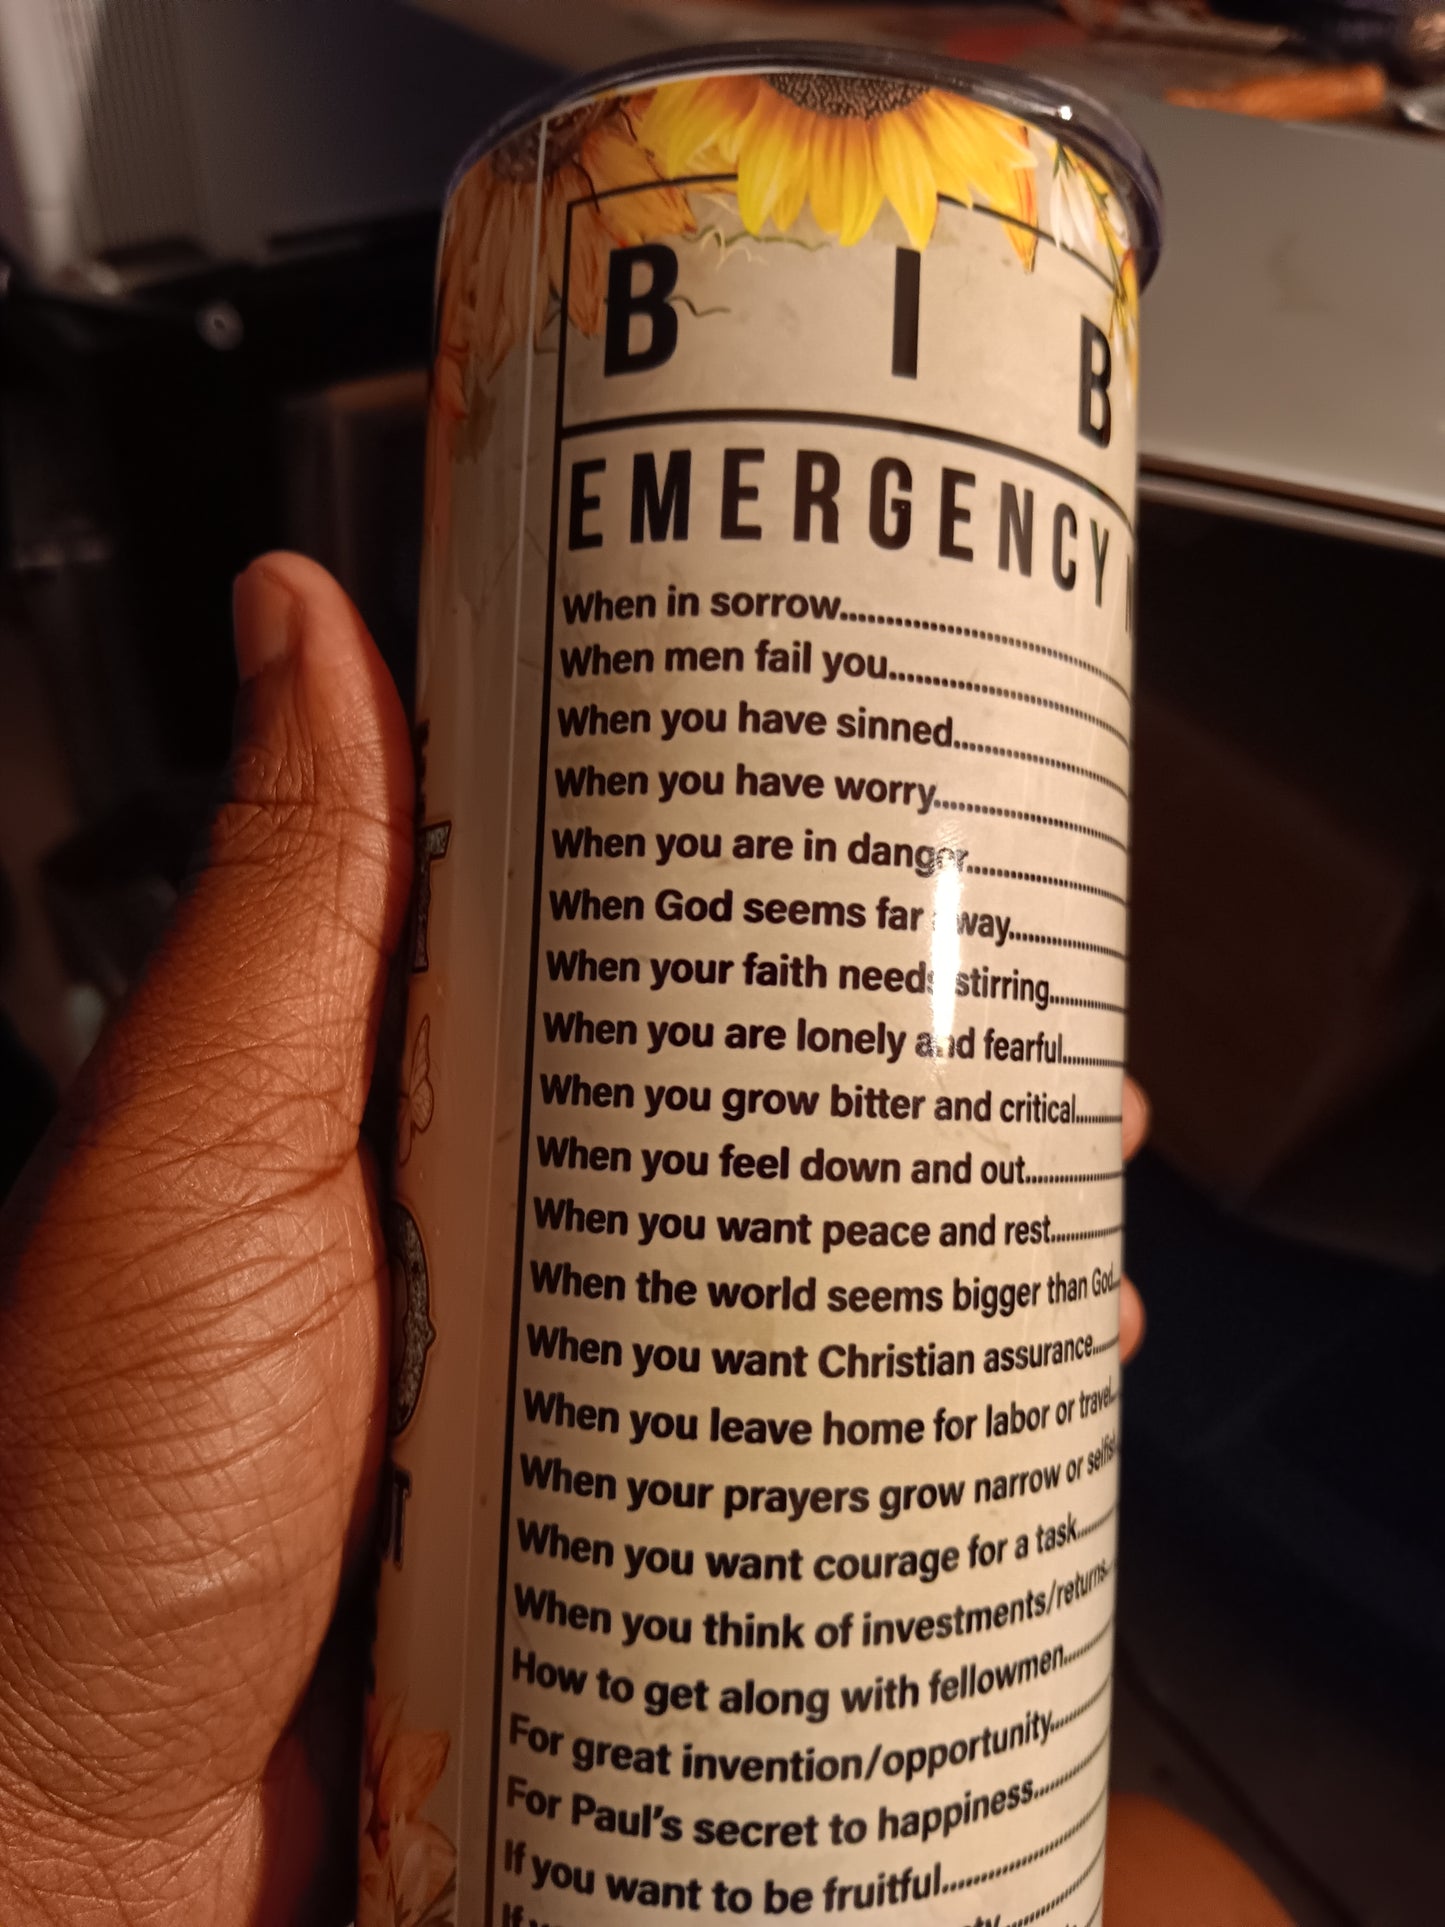 B I B
EMERGENCY
When in sorrow
When men fail you
When you have sinned
When you have worry
When you are in danger
When God seems far away
When your faith needs stirring
When you are lonely and fearful
When you grow bitter and critical
When you feel down and out
When you want peace and rest
When the world seems bigger than God
When you want Christian assurance
When you leave home for labor or travel
When your prayers grow narrow or selfish
When you want courage for a task
When you think of investments/returns
How to get along with fellowmen
For great invention/opportunity
For Paul's secret to happiness
If you want to be fruitful
If